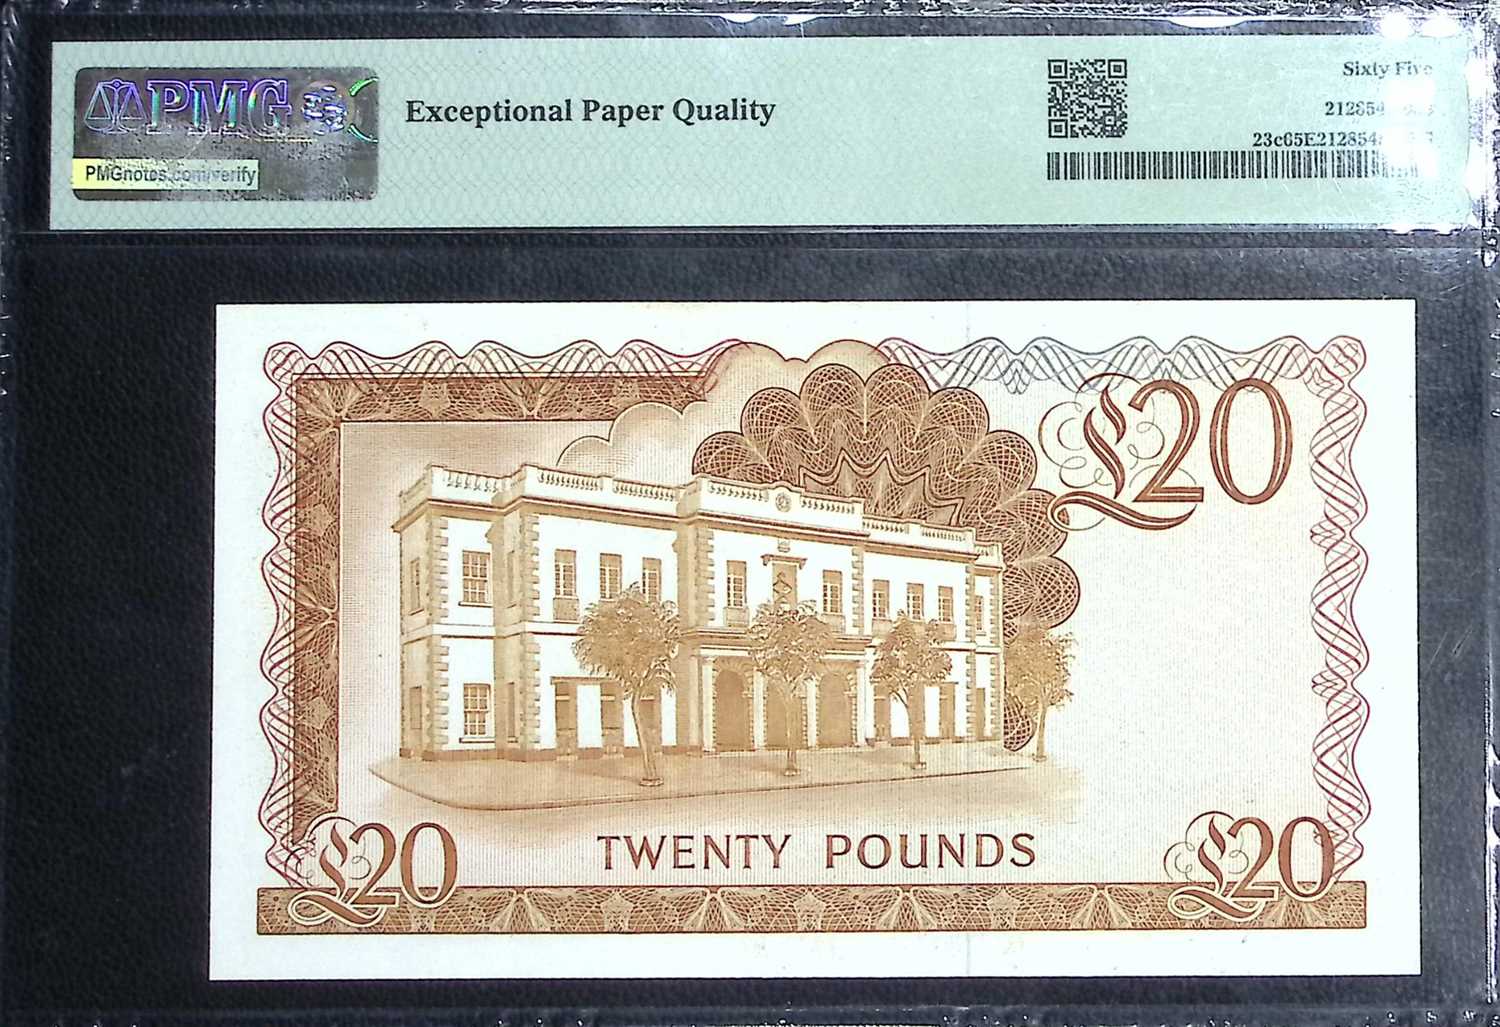 PMG
PMGnotes.com/verify
Exceptional Paper Quality
Sixty Five
£20
TWENTY POUNDS
£20
£20